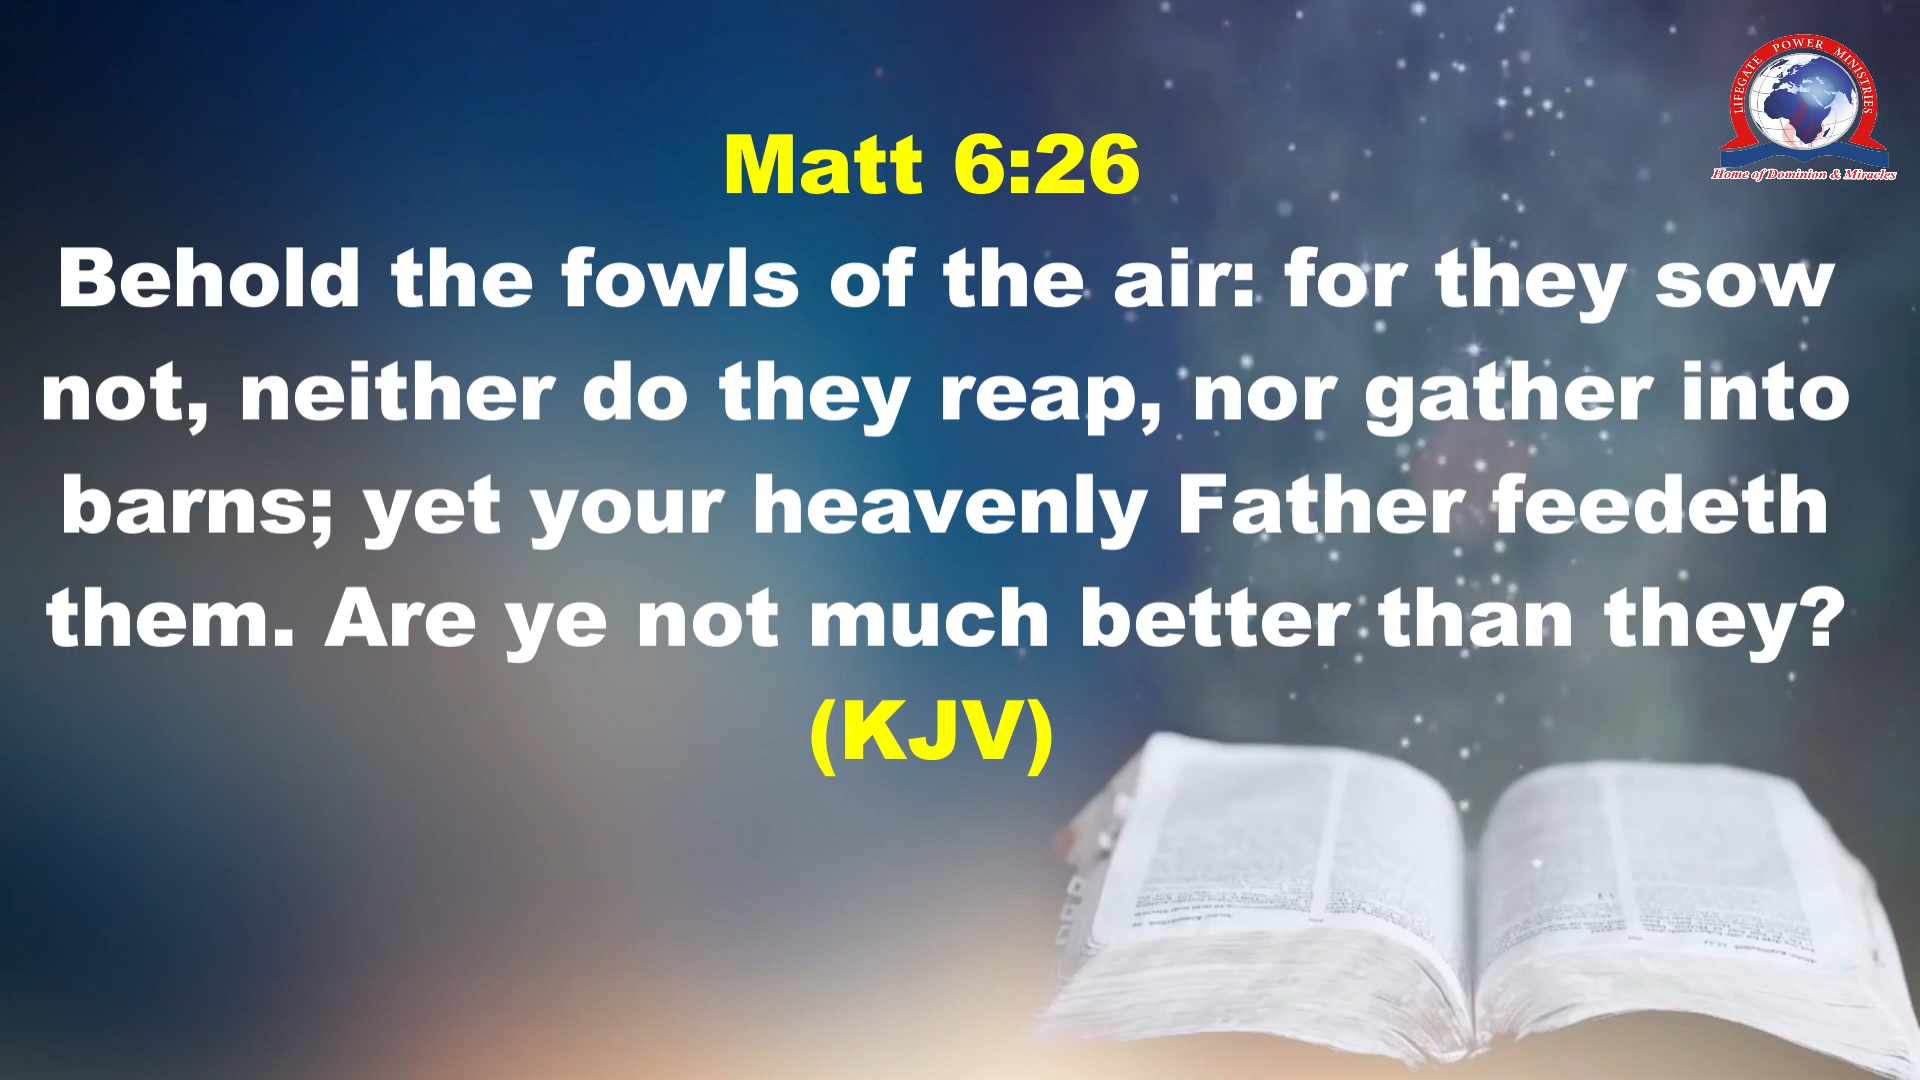 LIFEGATE POWER MINISTRIES
Home of Dominion & Miracles
Matt 6:26
Behold the fowls of the air: for they sow
not, neither do they reap, nor gather into
barns; yet your heavenly Father feedeth
them. Are ye not much better than they?
(KJV)